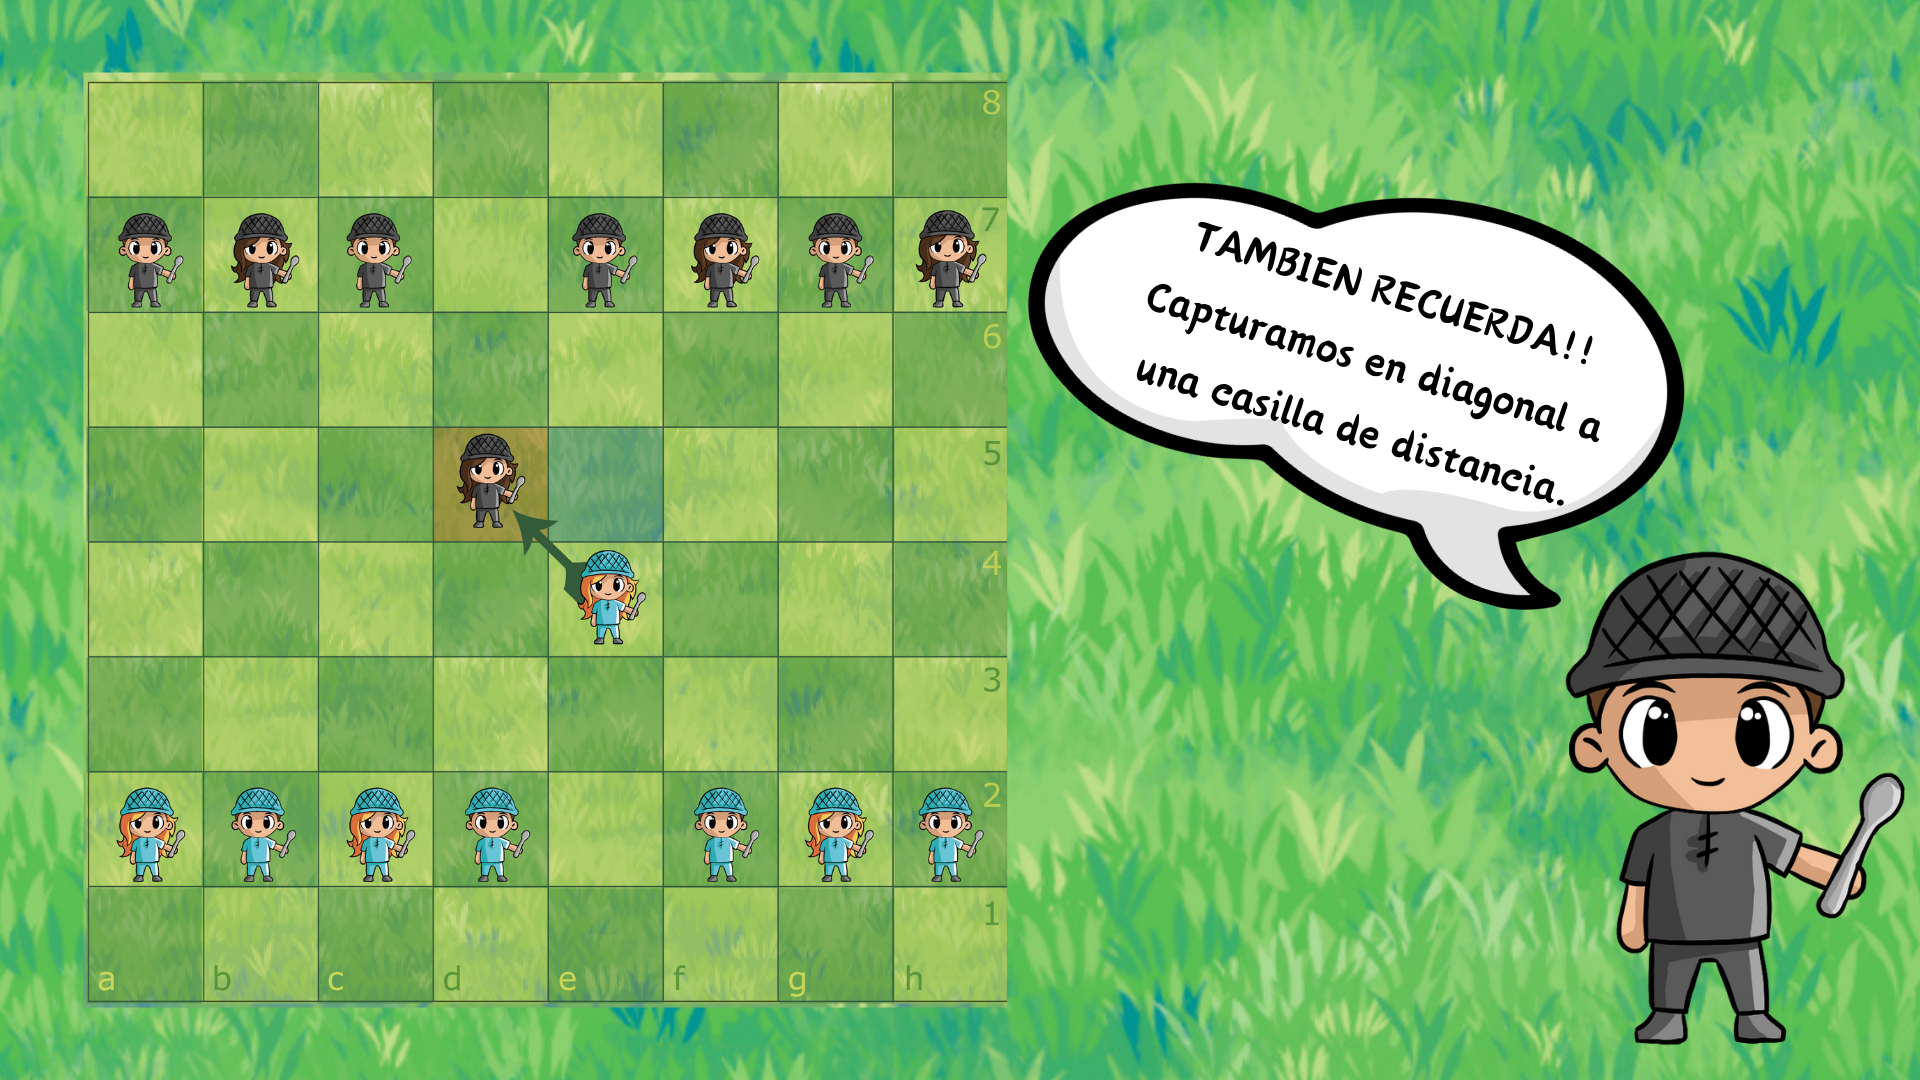 8
7
6
5
4
3
2
1
a b c d e f g h
TAMBIEN RECUERDA!!
Capturamos en diagonal a
una casilla de distancia.